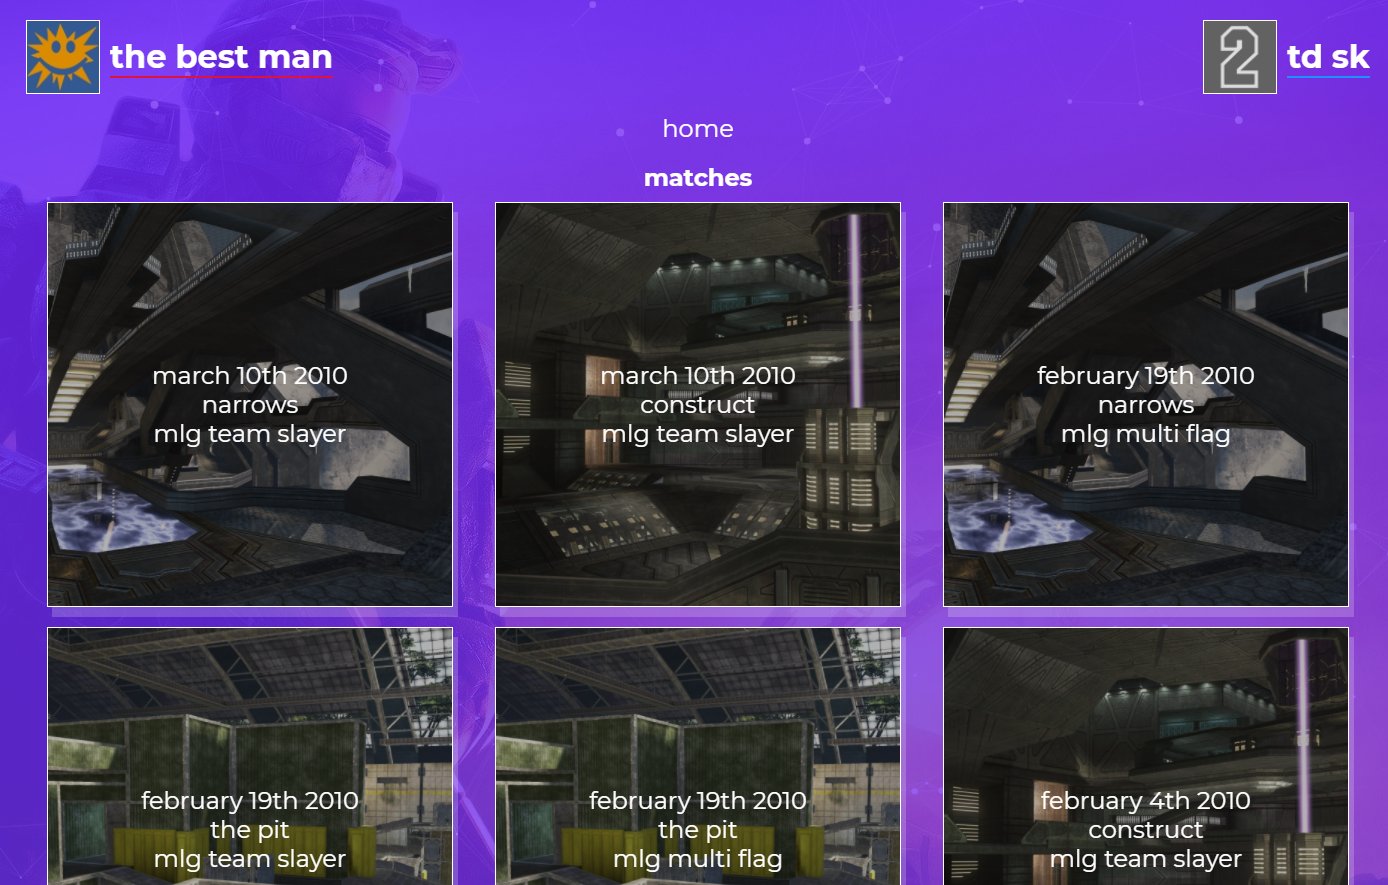 the best man
2
td sk
home
matches
march 10th 2010
narrows
mlg team slayer
march 10th 2010
construct
mlg team slayer
february 19th 2010
narrows
mlg multi flag
february 19th 2010
the pit
mlg team slayer
february 19th 2010
the pit
mlg multi flag
february 4th 2010
construct
mlg team slayer